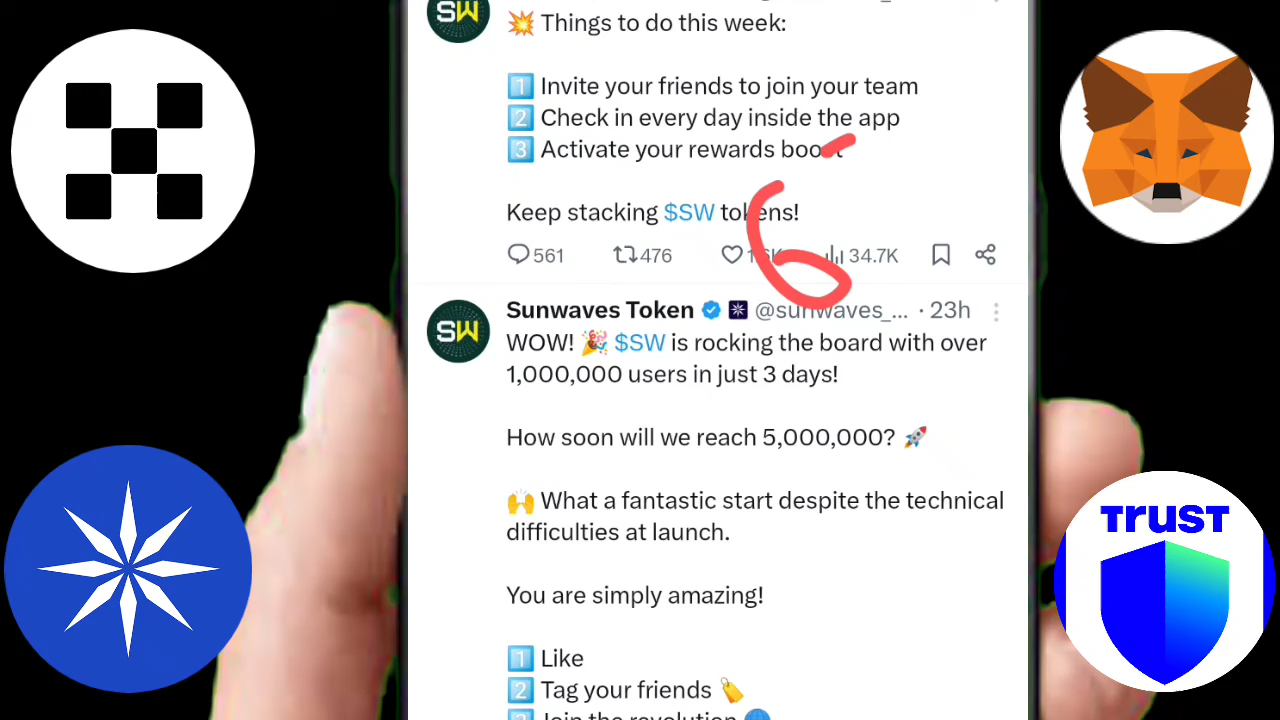 SW
💥 Things to do this week:
1️⃣ Invite your friends to join your team
2️⃣ Check in every day inside the app
3️⃣ Activate your rewards boost
Keep stacking $SW tokens!
561 476 34.7K
SW
Sunwaves Token @sunwaves_... · 23h
WOW! 🎉 $SW is rocking the board with over
1,000,000 users in just 3 days!
How soon will we reach 5,000,000? 🚀
🙌 What a fantastic start despite the technical
difficulties at launch.
You are simply amazing!
1️⃣ Like
2️⃣ Tag your friends 🏷️
3️⃣ Join the revolution 🌐
TRUST